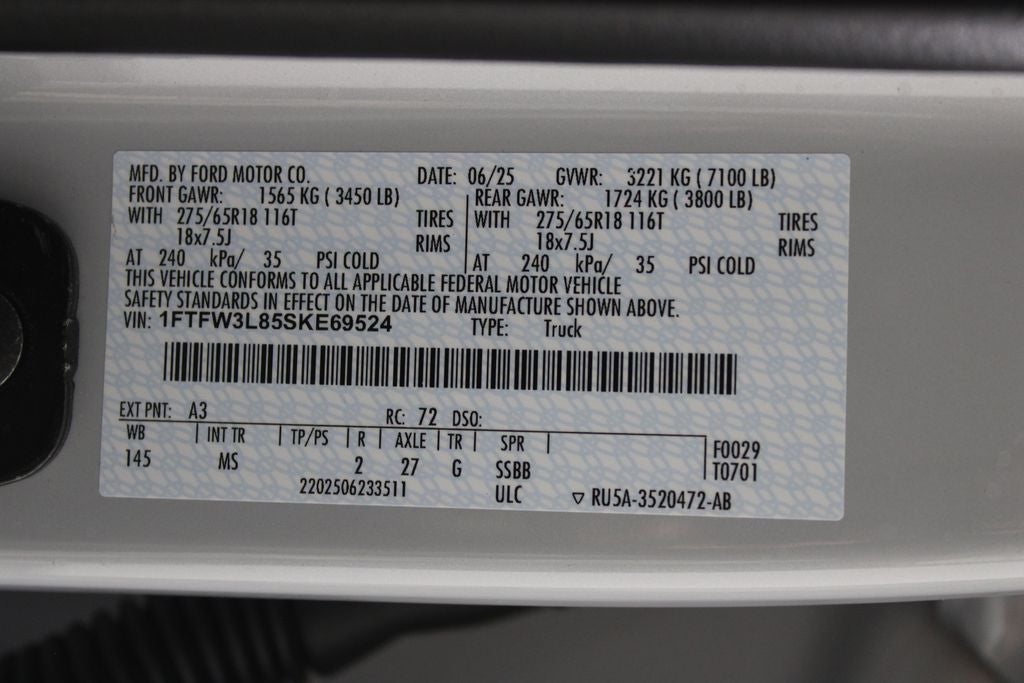 MFD. BY FORD MOTOR CO. DATE: 06/25 GVWR: 3221 KG ( 7100 LB)
FRONT GAWR: 1565 KG ( 3450 LB) REAR GAWR: 1724 KG ( 3800 LB)
WITH 275/65R18 116T TIRES WITH 275/65R18 116T TIRES
18x7.5J RIMS 18x7.5J RIMS
AT 240 kPa/ 35 PSI COLD AT 240 kPa/ 35 PSI COLD
THIS VEHICLE CONFORMS TO ALL APPLICABLE FEDERAL MOTOR VEHICLE
SAFETY STANDARDS IN EFFECT ON THE DATE OF MANUFACTURE SHOWN ABOVE.
VIN: 1FTFW3L85SKE69524 TYPE: Truck
EXT PNT: A3 RC: 72 DSO:
WB INT TR TP/PS R AXLE TR SPR F0029
145 MS 2 27 G SSBB T0701
2202506233511 ULC ▽ RU5A-3520472-AB